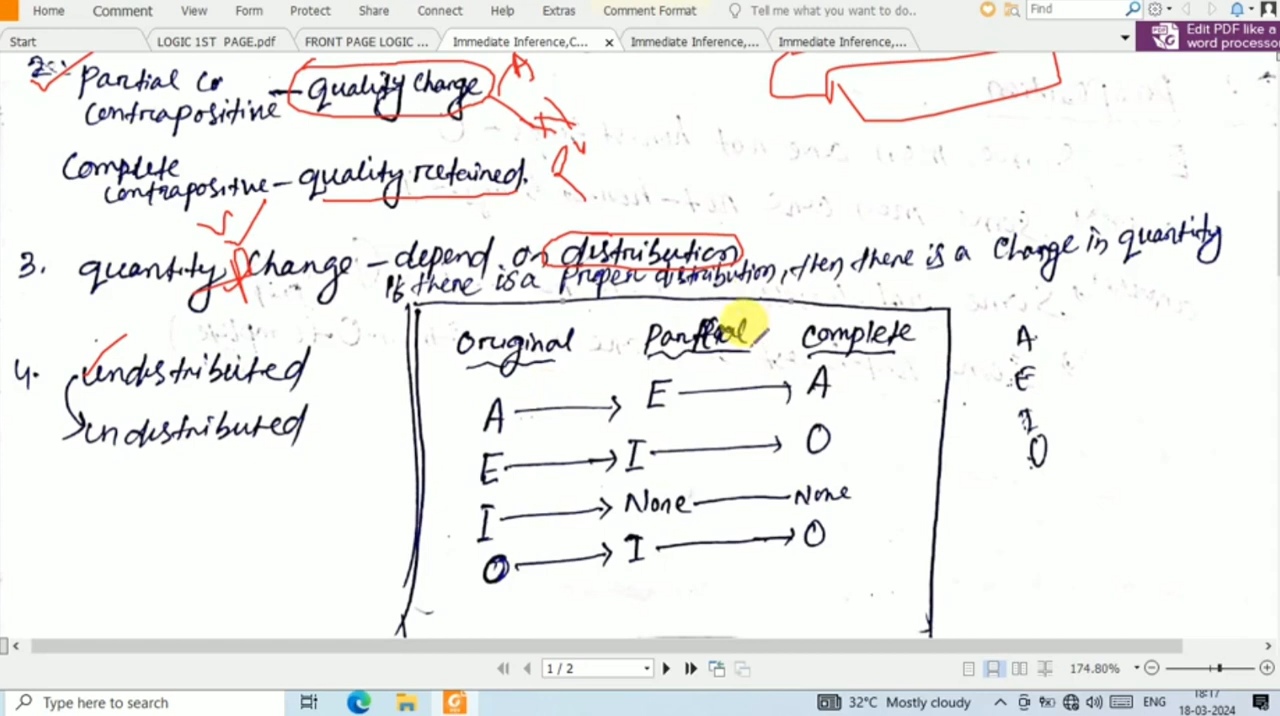 Home Comment View Form Protect Share Connect Help Extras Comment Format Tell me what you want to do.. Find
Start LOGIC 1ST PAGE.pdf FRONT PAGE LOGIC ... Immediate Inference,C... × Immediate Inference,... Immediate Inference,... Edit PDF like a
word processor
2. Partial Co
contrapositive – quality change A
Complete
contrapositive – quality retained.
3. quantity change – depend on distribution
If there is a proper distribution, then there is a change in quantity
Original Partial Complete A
A E A E
4. undistributed
undistributed
E I O I
O
I None None
O I O
1 / 2 174.80%
Type here to search 32°C Mostly cloudy ENG 18:17
18-03-2024